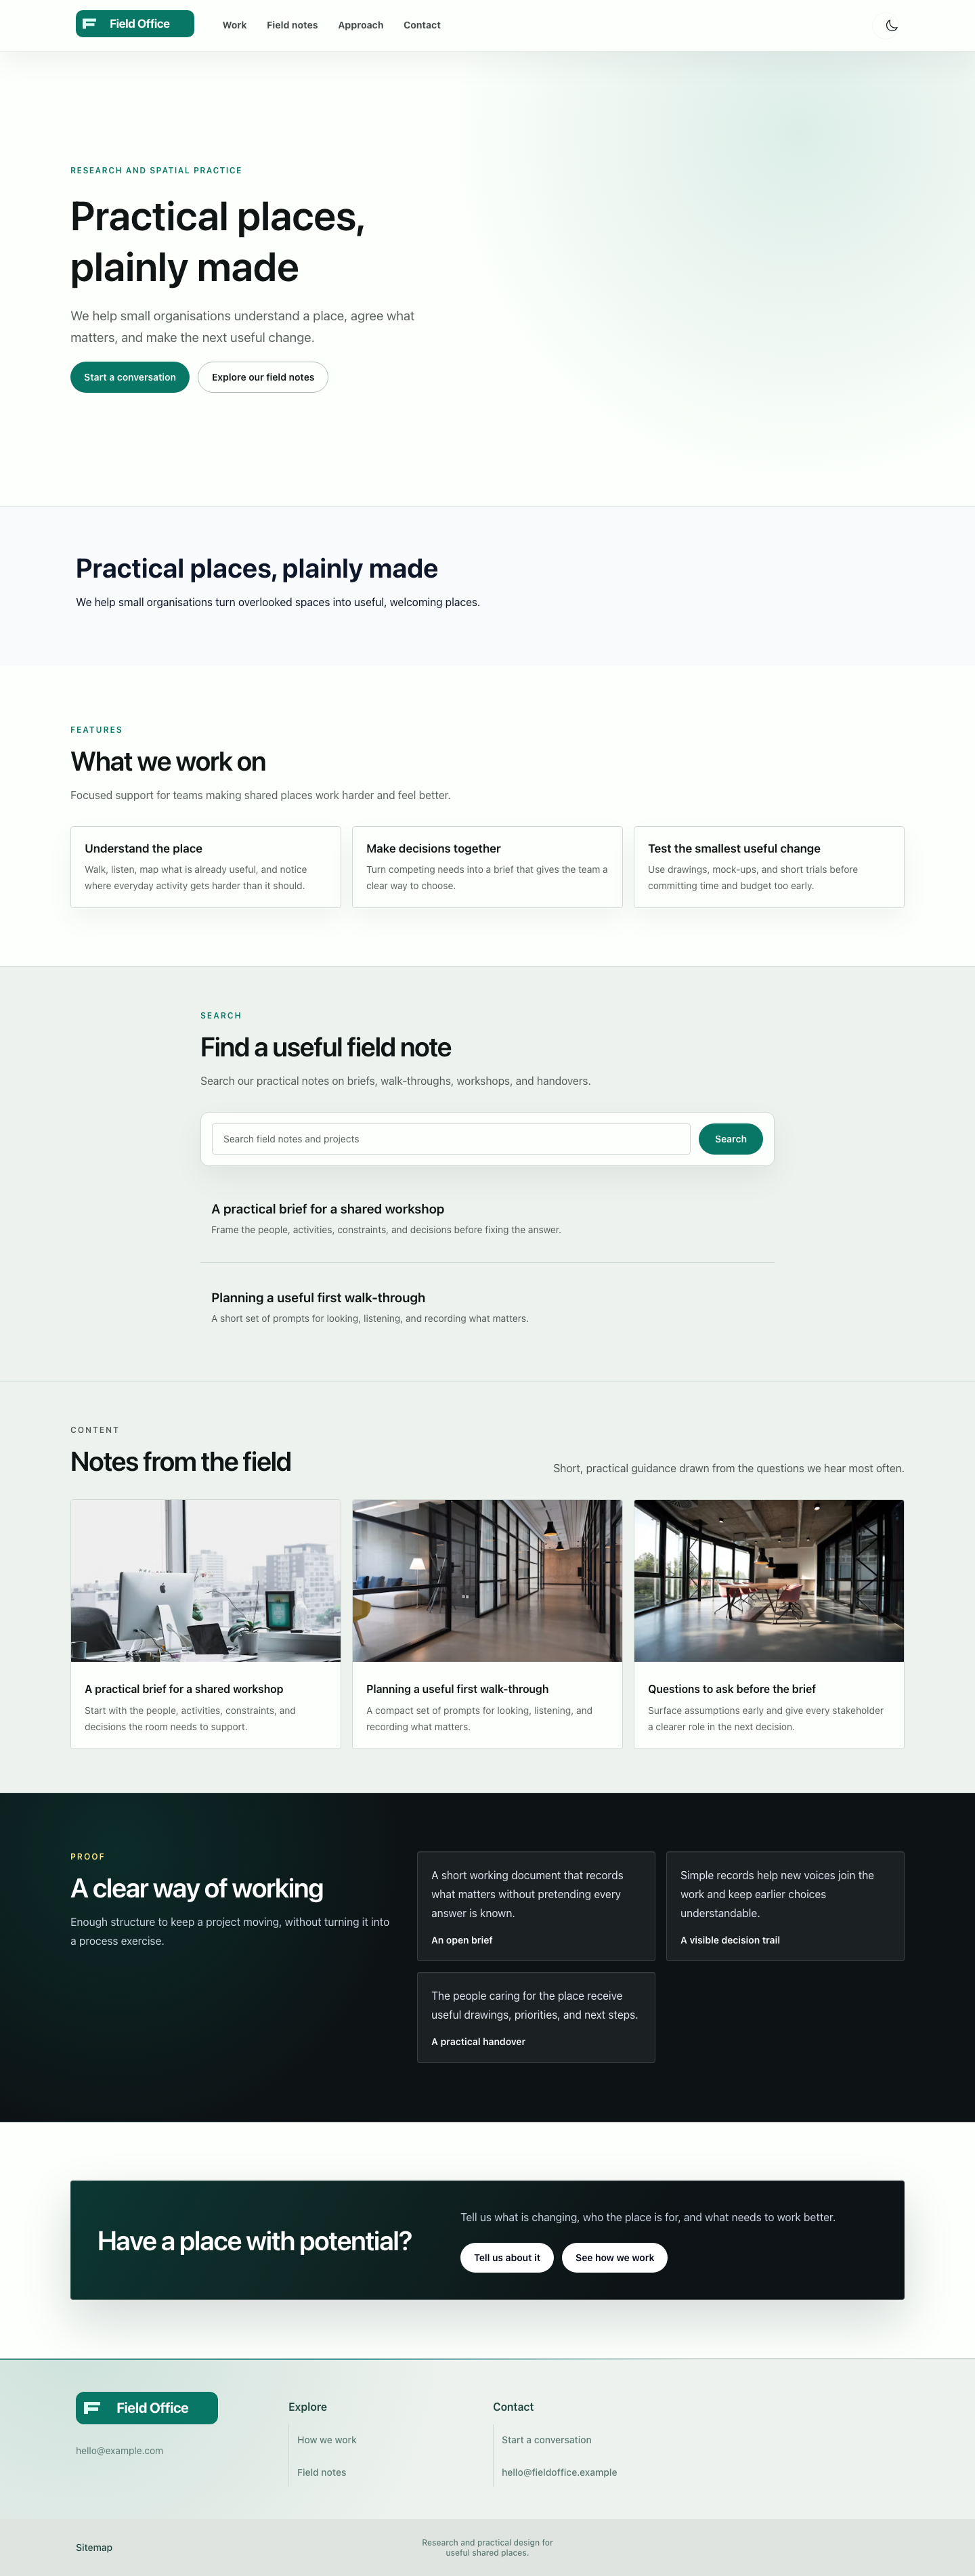 Field Office
Work
Field notes
Approach
Contact
RESEARCH AND SPATIAL PRACTICE
Practical places,
plainly made
We help small organisations understand a place, agree what
matters, and make the next useful change.
Start a conversation
Explore our field notes
Practical places, plainly made
We help small organisations turn overlooked spaces into useful, welcoming places.
FEATURES
What we work on
Focused support for teams making shared places work harder and feel better.
Understand the place
Walk, listen, map what is already useful, and notice
where everyday activity gets harder than it should.
Make decisions together
Turn competing needs into a brief that gives the team a
clear way to choose.
Test the smallest useful change
Use drawings, mock-ups, and short trials before
committing time and budget too early.
SEARCH
Find a useful field note
Search our practical notes on briefs, walk-throughs, workshops, and handovers.
Search field notes and projects
Search
A practical brief for a shared workshop
Frame the people, activities, constraints, and decisions before fixing the answer.
Planning a useful first walk-through
A short set of prompts for looking, listening, and recording what matters.
CONTENT
Notes from the field
Short, practical guidance drawn from the questions we hear most often.
A practical brief for a shared workshop
Start with the people, activities, constraints, and
decisions the room needs to support.
Planning a useful first walk-through
A compact set of prompts for looking, listening, and
recording what matters.
Questions to ask before the brief
Surface assumptions early and give every stakeholder
a clearer role in the next decision.
PROOF
A clear way of working
Enough structure to keep a project moving, without turning it into
a process exercise.
A short working document that records
what matters without pretending every
answer is known.
An open brief
Simple records help new voices join the
work and keep earlier choices
understandable.
A visible decision trail
The people caring for the place receive
useful drawings, priorities, and next steps.
A practical handover
Have a place with potential?
Tell us what is changing, who the place is for, and what needs to work better.
Tell us about it
See how we work
Field Office
hello@example.com
Explore
How we work
Field notes
Contact
Start a conversation
hello@fieldoffice.example
Sitemap
Research and practical design for
useful shared places.